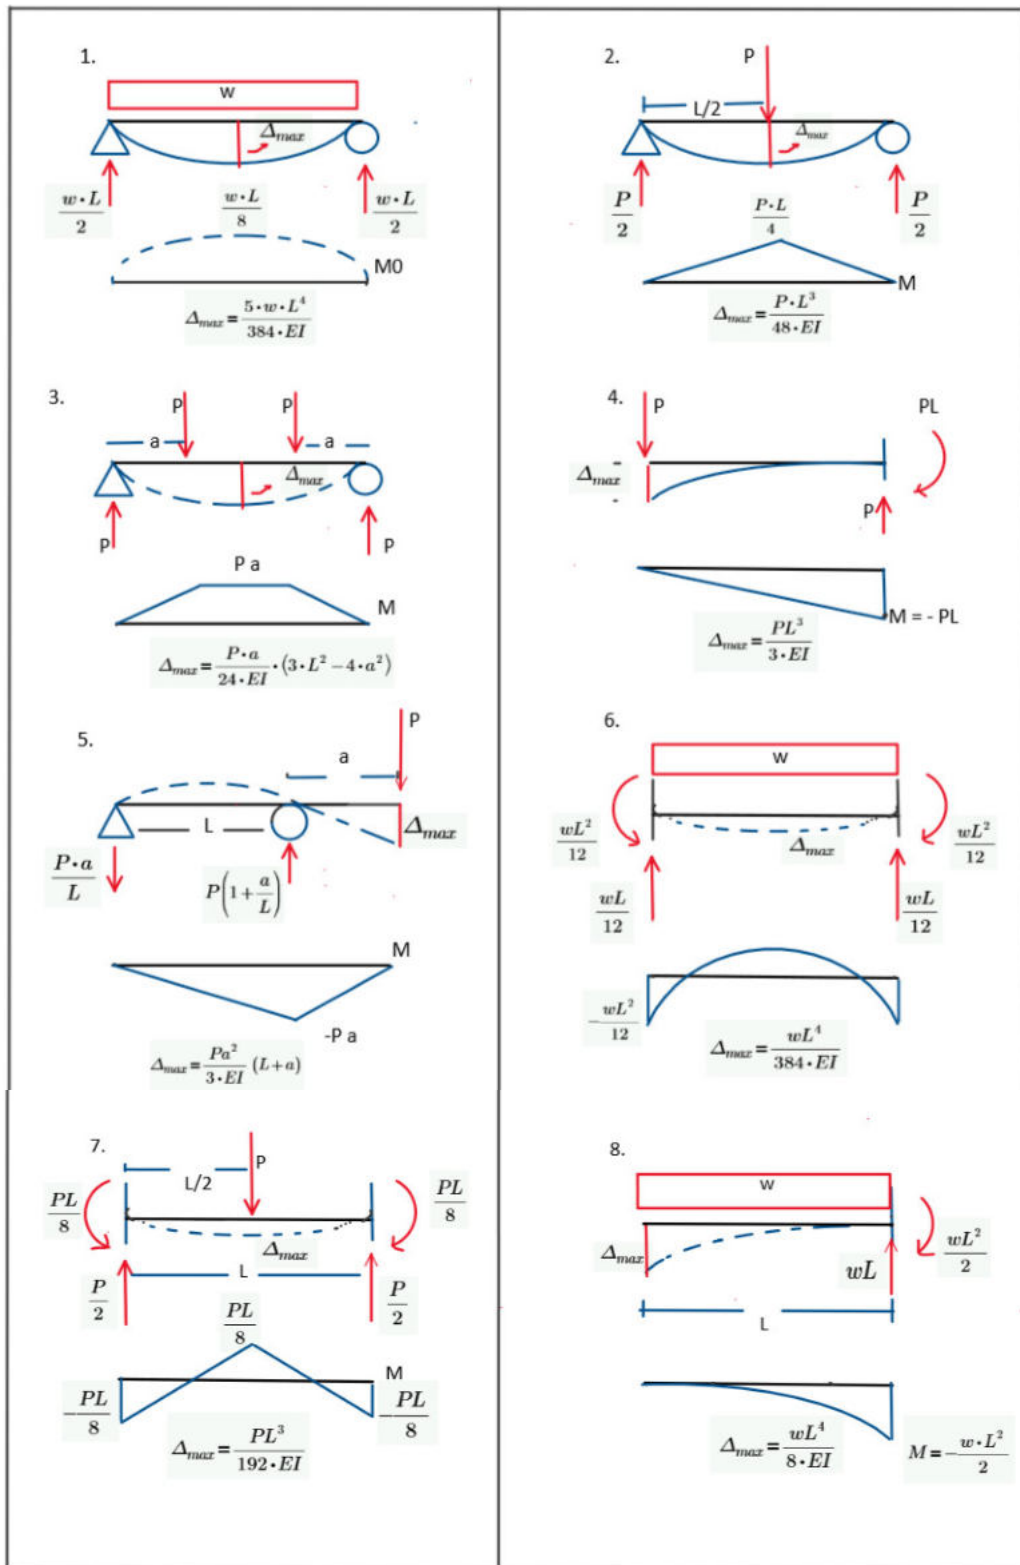 1.
w
Δmax
w·L/2
w·L/8
w·L/2
M0
Δmax = 5·w·L⁴/384·EI
2.
P
L/2
Δmax
P/2
P·L/4
P/2
M
Δmax = P·L³/48·EI
3.
P P
a a
Δmax
P P
P a
M
Δmax = P·a/24·EI·(3·L²−4·a²)
4.
P PL
Δmax
P
M = - PL
Δmax = PL³/3·EI
5.
P
a
L
Δmax
P·a/L
P(1+a/L)
M
-P a
Δmax = Pa²/3·EI (L+a)
6.
w
wL²/12
Δmax
wL²/12
wL/12
wL/12
−wL²/12
Δmax = wL⁴/384·EI
7.
P
L/2
PL/8
PL/8
Δmax
L
P/2
P/2
PL/8
M
−PL/8
−PL/8
Δmax = PL³/192·EI
8.
w
Δmax
wL
wL²/2
L
Δmax = wL⁴/8·EI
M = −w·L²/2